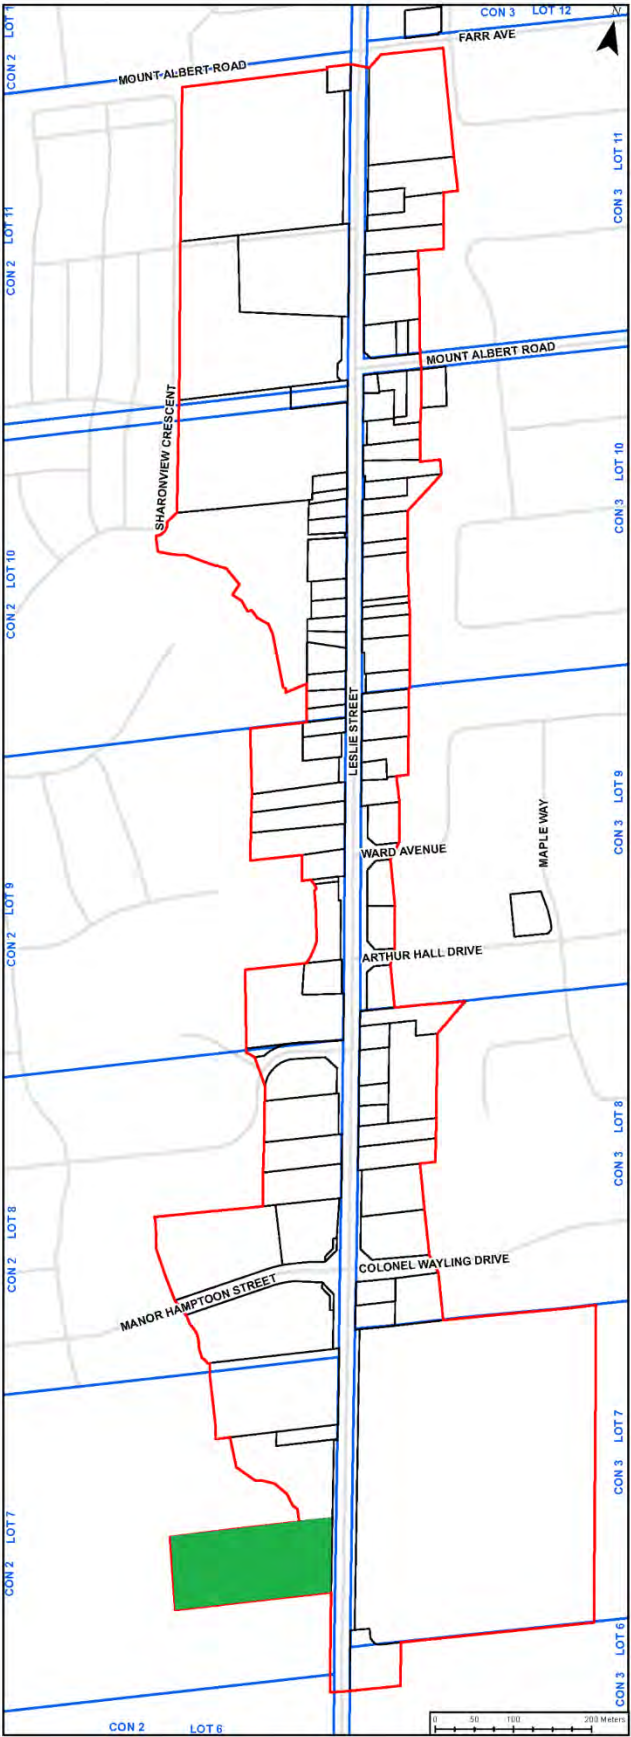 CON 3 LOT 12
N
FARR AVE
CON 2 LOT 1
MOUNT ALBERT ROAD
CON 3 LOT 11
CON 2 LOT 11
MOUNT ALBERT ROAD
SHARONVIEW CRESCENT
CON 3 LOT 10
CON 2 LOT 10
LESLIE STREET
CON 3 LOT 9
MAPLE WAY
WARD AVENUE
CON 2 LOT 9
ARTHUR HALL DRIVE
CON 3 LOT 8
CON 2 LOT 8
COLONEL WAYLING DRIVE
MANOR HAMPTOON STREET
CON 3 LOT 7
CON 2 LOT 7
CON 3 LOT 6
CON 2 LOT 6
0 50 100 200 Meters